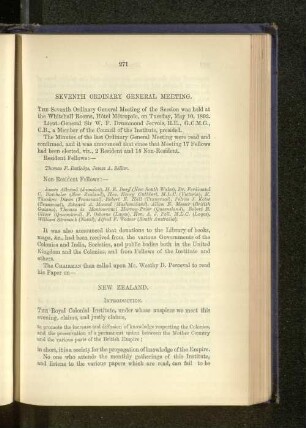 271
SEVENTH ORDINARY GENERAL MEETING.
THE Seventh Ordinary General Meeting of the Session was held at
the Whitehall Rooms, Hôtel Métropole, on Tuesday, May 10, 1892.
Lieut.-General Sir W. F. Drummond Jervois, R.E., G.C.M.G.,
C.B., a Member of the Council of the Institute, presided.
The Minutes of the last Ordinary General Meeting were read and
confirmed, and it was announced that since that Meeting 17 Fellows
had been elected, viz., 2 Resident and 15 Non-Resident.
Resident Fellows:—
Non-Resident Fellows:—
It was also announced that donations to the Library of books,
maps, &c., had been received from the various Governments of the
Colonies and India, Societies, and public bodies both in the United
Kingdom and the Colonies, and from Fellows of the Institute and
others.
The CHAIRMAN then called upon Mr. Westby B. Perceval to read
his Paper on—
NEW ZEALAND.
INTRODUCTION.
THE Royal Colonial Institute, under whose auspices we meet this
evening, claims, and justly claims,
to promote the increase and diffusion of knowledge respecting the Colonies,
and the preservation of a permanent union between the Mother Country
and the various parts of the British Empire;
in short, it is a society for the propagation of knowledge of the Empire.
No one who attends the monthly gatherings of this Institute,
and listens to the various papers which are read, can fail to be